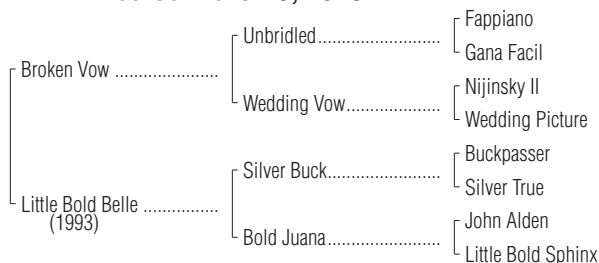 Fappiano
Unbridled
Gana Facil
Broken Vow
Nijinsky II
Wedding Vow
Wedding Picture
Buckpasser
Silver Buck
Silver True
Little Bold Belle
(1993)
John Alden
Bold Juana
Little Bold Sphinx